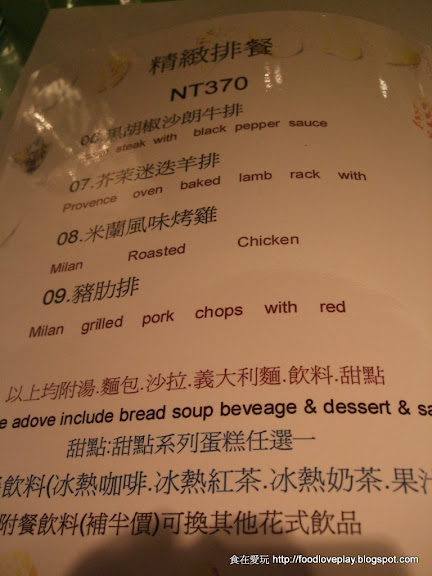 精緻排餐
NT370
06.黑胡椒沙朗牛排
steak with black pepper sauce
07.芥茉迷迭羊排
Provence oven baked lamb rack with
08.米蘭風味烤雞
Milan Roasted Chicken
09.豬肋排
Milan grilled pork chops with red
以上均附湯.麵包.沙拉.義大利麵.飲料.甜點
e adove include bread soup beveage & dessert & sa
甜點:甜點系列蛋糕任選一
飲料(冰熱咖啡.冰熱紅茶.冰熱奶茶.果汁
附餐飲料(補半價)可換其他花式飲品
食在愛玩 http://foodloveplay.blogspot.com/